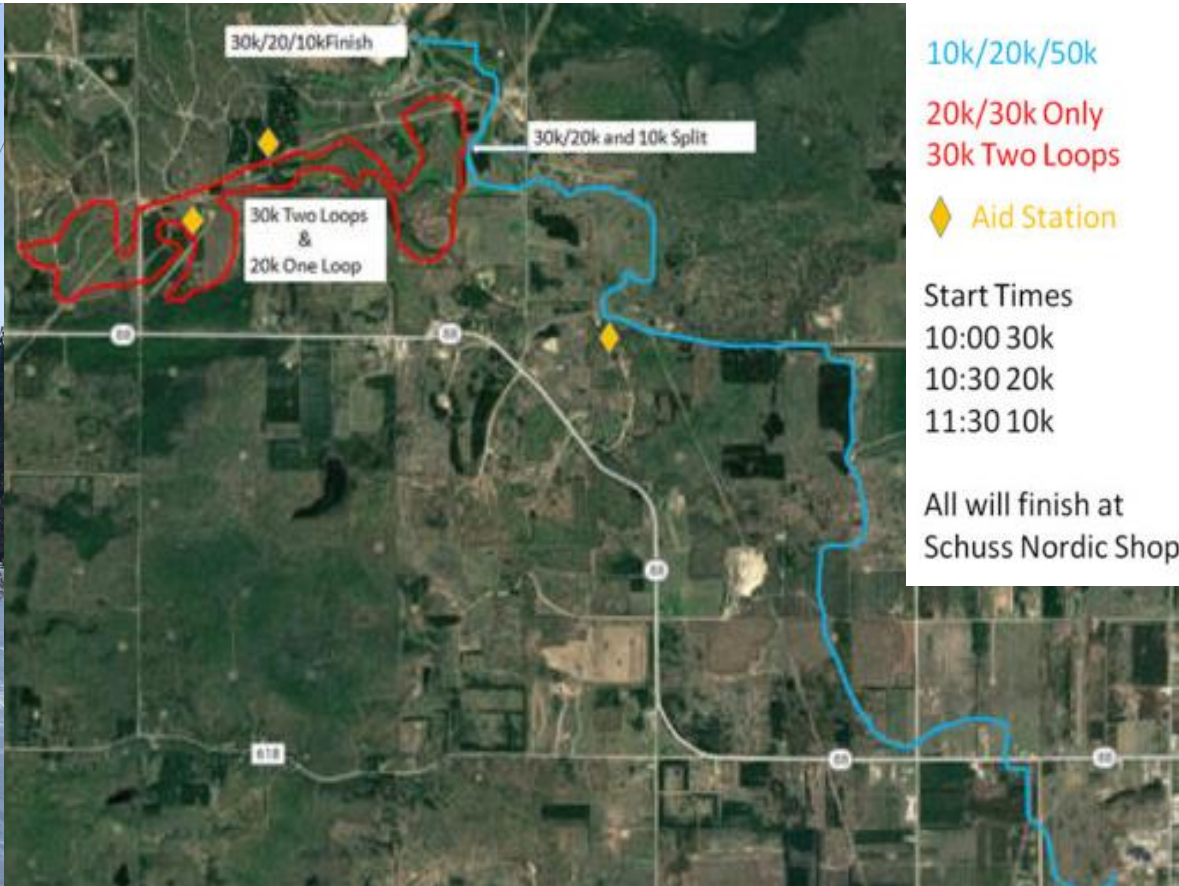 30k/20/10kFinish
30k/20k and 10k Split
30k Two Loops
&
20k One Loop
88
88
88
618
88
88
10k/20k/50k
20k/30k Only
30k Two Loops
Aid Station
Start Times
10:00 30k
10:30 20k
11:30 10k
All will finish at
Schuss Nordic Shop